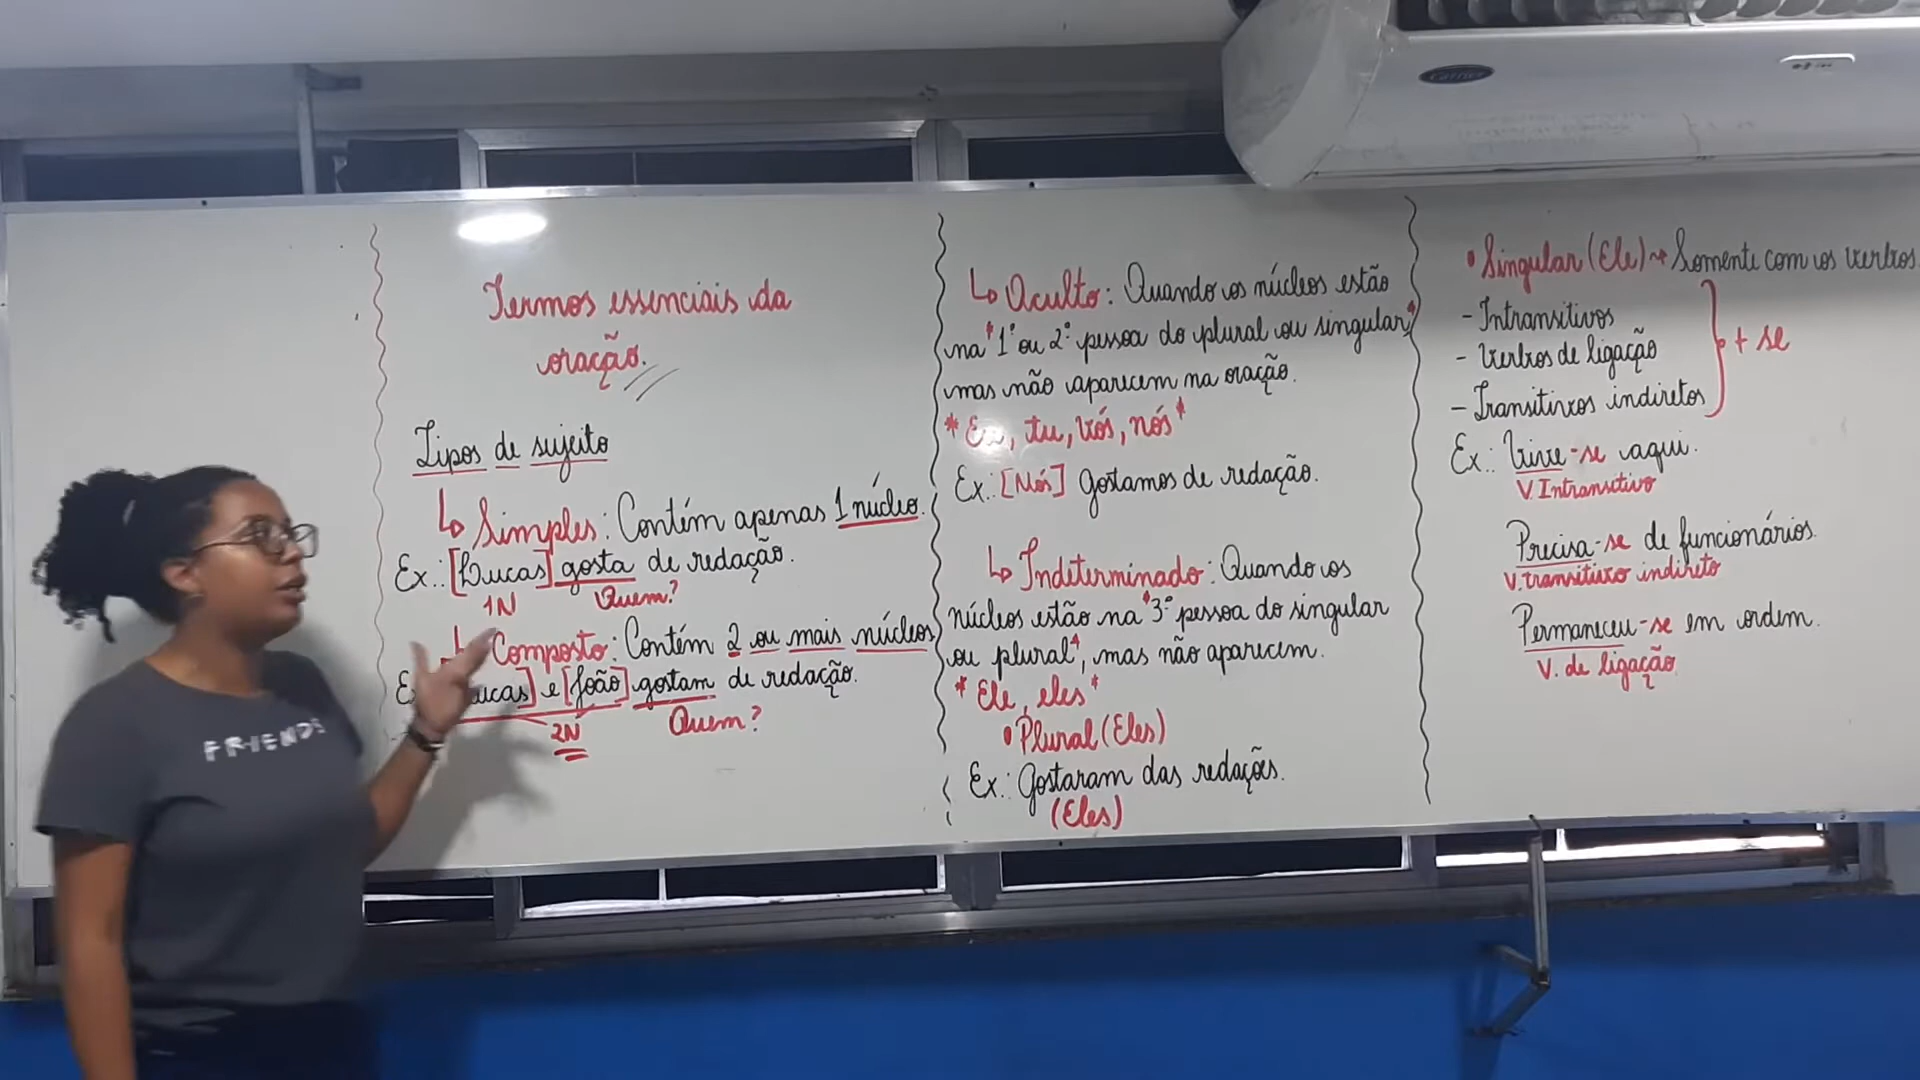 Termos essenciais da
oração.
Tipos de sujeito
↳ Simples: Contém apenas 1 núcleo.
Ex.: [Lucas] gosta de redação.
1N Quem?
↳ Composto: Contém 2 ou mais núcleos
ucas] e [João] gostam de redação.
2N Quem?
↳ Oculto: Quando os núcleos estão
na *1ª ou 2ª pessoa do plural ou singular,*
mas não aparecem na oração.
* Eu, tu, vós, nós *
Ex.: [Nós] Gostamos de redação.
↳ Indeterminado: Quando os
núcleos estão na *3ª pessoa do singular
ou plural*, mas não aparecem.
* Ele, eles *
• Plural (Eles)
Ex.: Gostaram das redações.
(Eles)
• Singular (Ele) → Somente com os verbos
- Intransitivos
- Verbos de ligação
- Transitivos indiretos
} + se
Ex.: Vive-se aqui.
V. Intransitivo
Precisa-se de funcionários.
V. transitivo indireto
Permaneceu-se em ordem.
V. de ligação
FRIENDS
Carrier